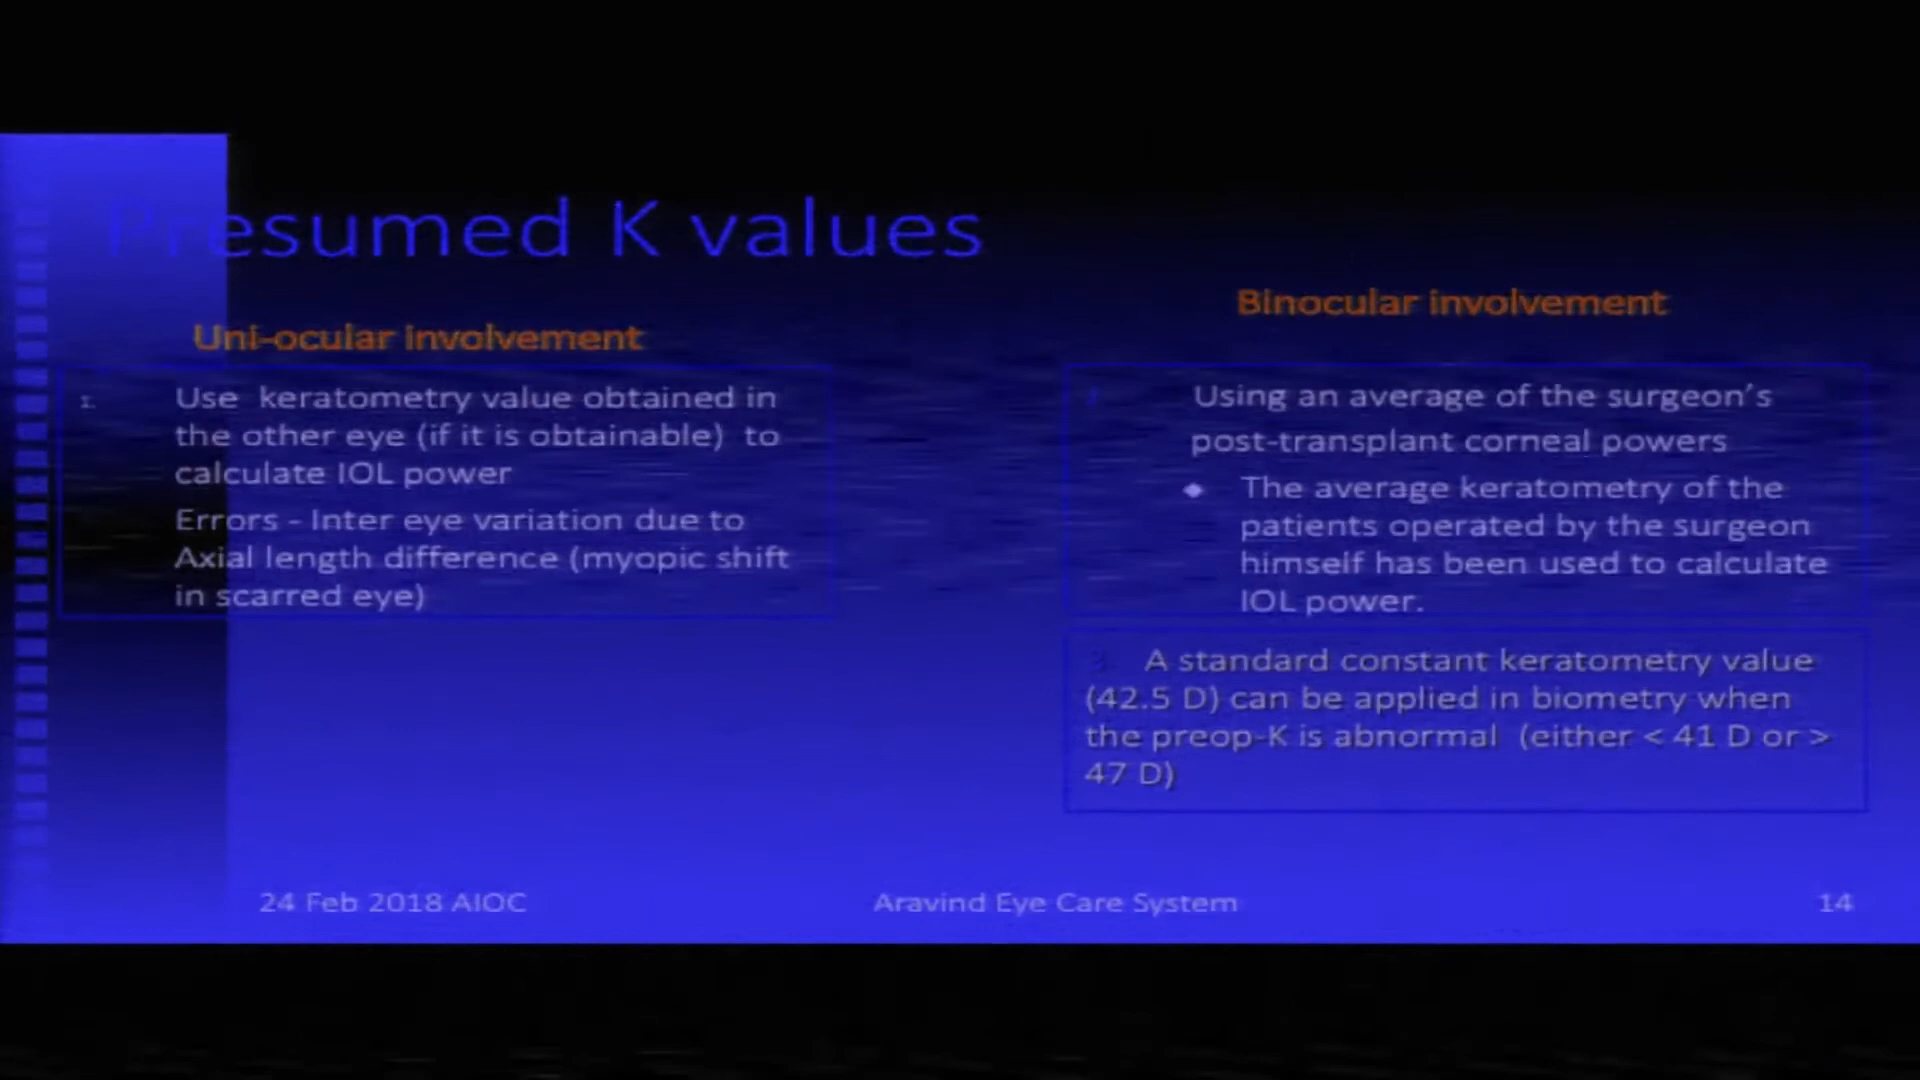 Presumed K values
Uni-ocular involvement
1. Use keratometry value obtained in
the other eye (if it is obtainable) to
calculate IOL power
Errors - Inter eye variation due to
Axial length difference (myopic shift
in scarred eye)
Binocular involvement
Using an average of the surgeon's
post-transplant corneal powers
◆ The average keratometry of the
patients operated by the surgeon
himself has been used to calculate
IOL power.
A standard constant keratometry value
(42.5 D) can be applied in biometry when
the preop-K is abnormal (either < 41 D or >
47 D)
24 Feb 2018 AIOC
Aravind Eye Care System
14